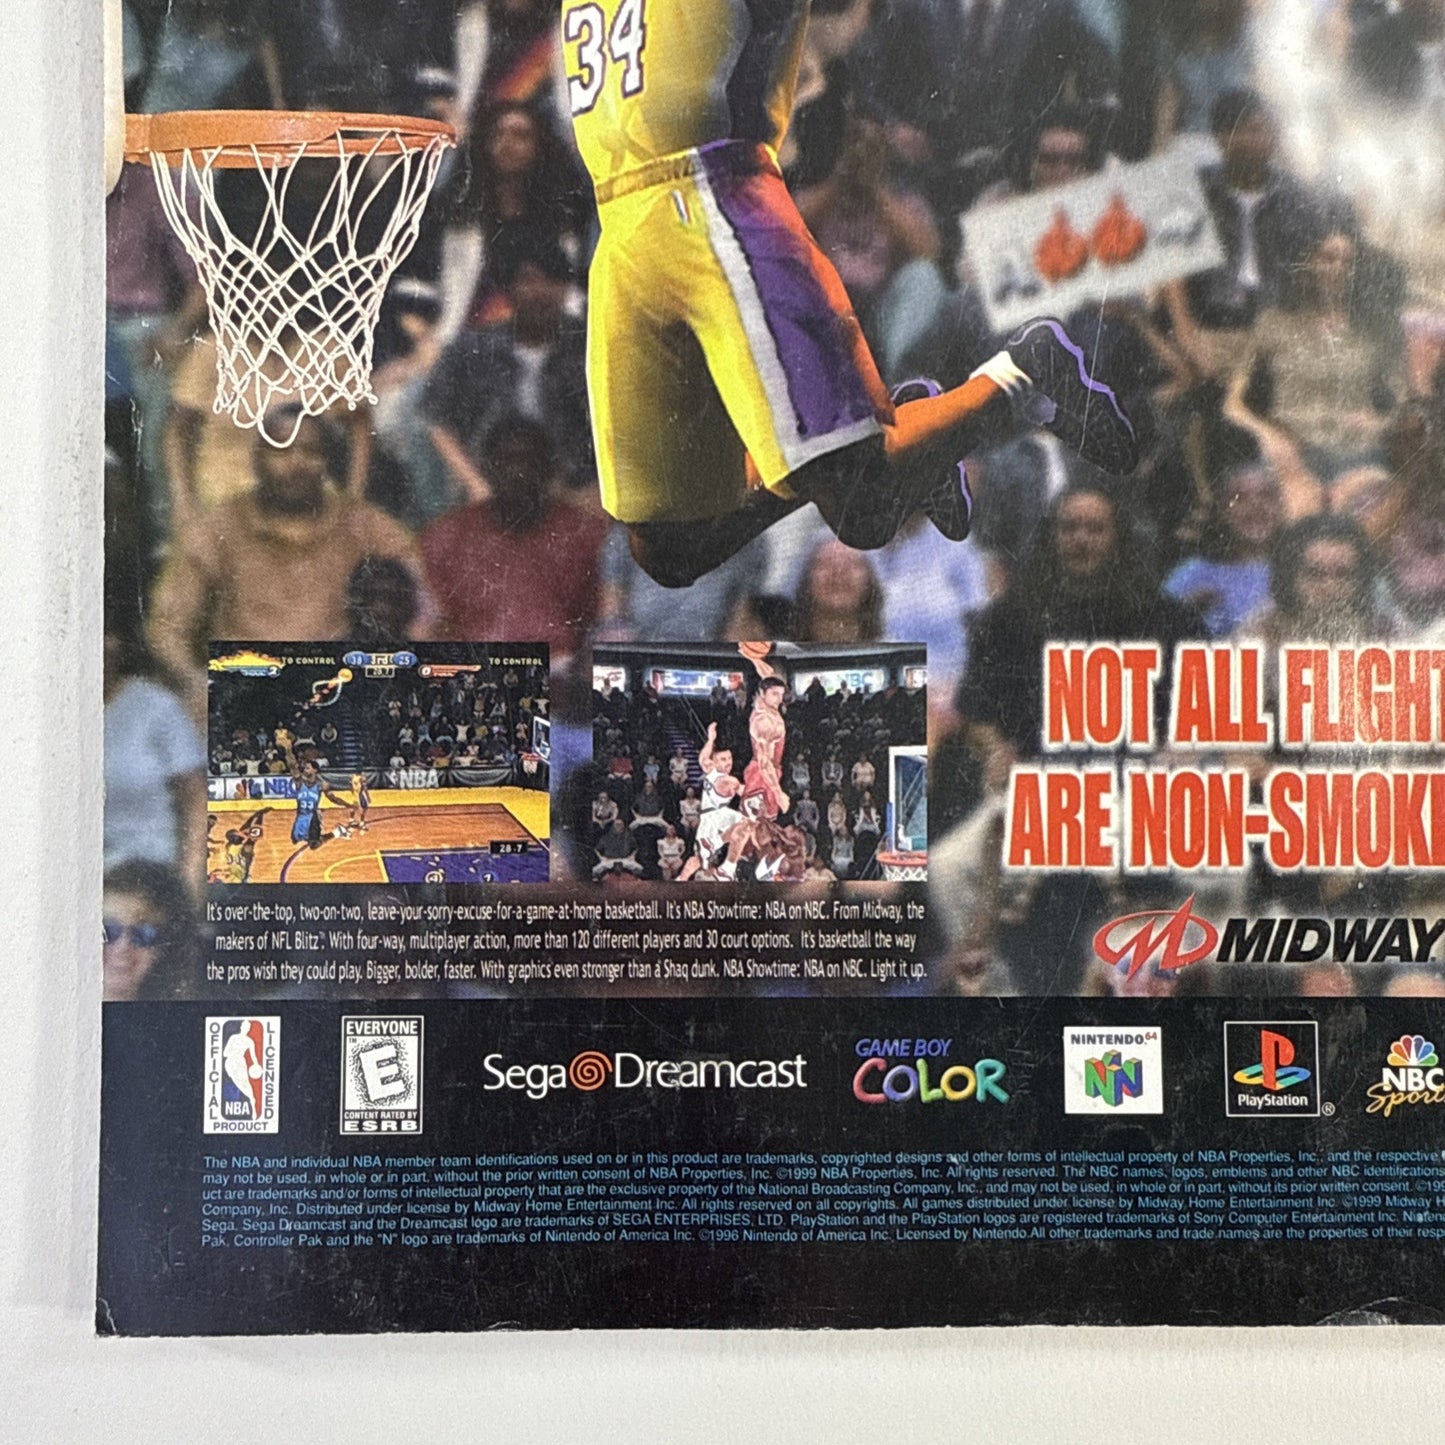 34
TO CONTROL 38 3rd 25 TO CONTROL
2 28.7 0
NBC NBA
33
28.7
NOT ALL FLIGHT
ARE NON-SMOKI
It's over-the-top, two-on-two, leave-your-sorry-excuse-for-a-game-at-home basketball. It's NBA Showtime: NBA on NBC. From Midway, the
makers of NFL Blitz™. With four-way, multiplayer action, more than 120 different players and 30 court options. It's basketball the way
the pros wish they could play. Bigger, bolder, faster. With graphics even stronger than a Shaq dunk. NBA Showtime: NBA on NBC. Light it up.
MIDWAY
OFFICIAL LICENSED
NBA
PRODUCT
EVERYONE
E
CONTENT RATED BY
ESRB
Sega Dreamcast
GAME BOY
COLOR
NINTENDO 64
N
PlayStation ®
NBC
Sports
The NBA and individual NBA member team identifications used on or in this product are trademarks, copyrighted designs and other forms of intellectual property of NBA Properties, Inc., and the respective
may not be used, in whole or in part, without the prior written consent of NBA Properties, Inc. ©1999 NBA Properties, Inc. All rights reserved. The NBC names, logos, emblems and other NBC identifications
uct are trademarks and/or forms of intellectual property that are the exclusive property of the National Broadcasting Company, Inc., and may not be used, in whole or in part, without its prior written consent. ©199
Company, Inc. Distributed under license by Midway Home Entertainment Inc. All rights reserved on all copyrights. All games distributed under license by Midway Home Entertainment Inc. ©1999 Midway H
Sega, Sega Dreamcast and the Dreamcast logo are trademarks of SEGA ENTERPRISES, LTD. PlayStation and the PlayStation logos are registered trademarks of Sony Computer Entertainment Inc. Ninten
Pak, Controller Pak and the "N" logo are trademarks of Nintendo of America Inc. ©1996 Nintendo of America Inc. Licensed by Nintendo.All other trademarks and trade names are the properties of their resp